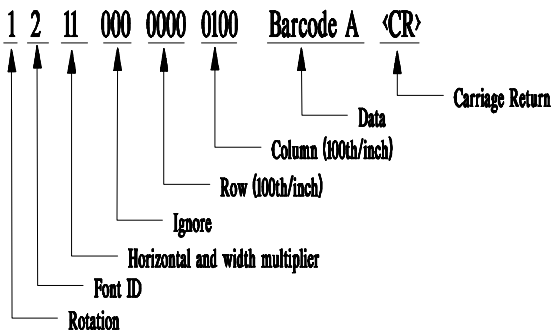 1 2 11 000 0000 0100 Barcode A <CR>
Carriage Return
Data
Column (100th/inch)
Row (100th/inch)
Ignore
Horizontal and width multiplier
Font ID
Rotation